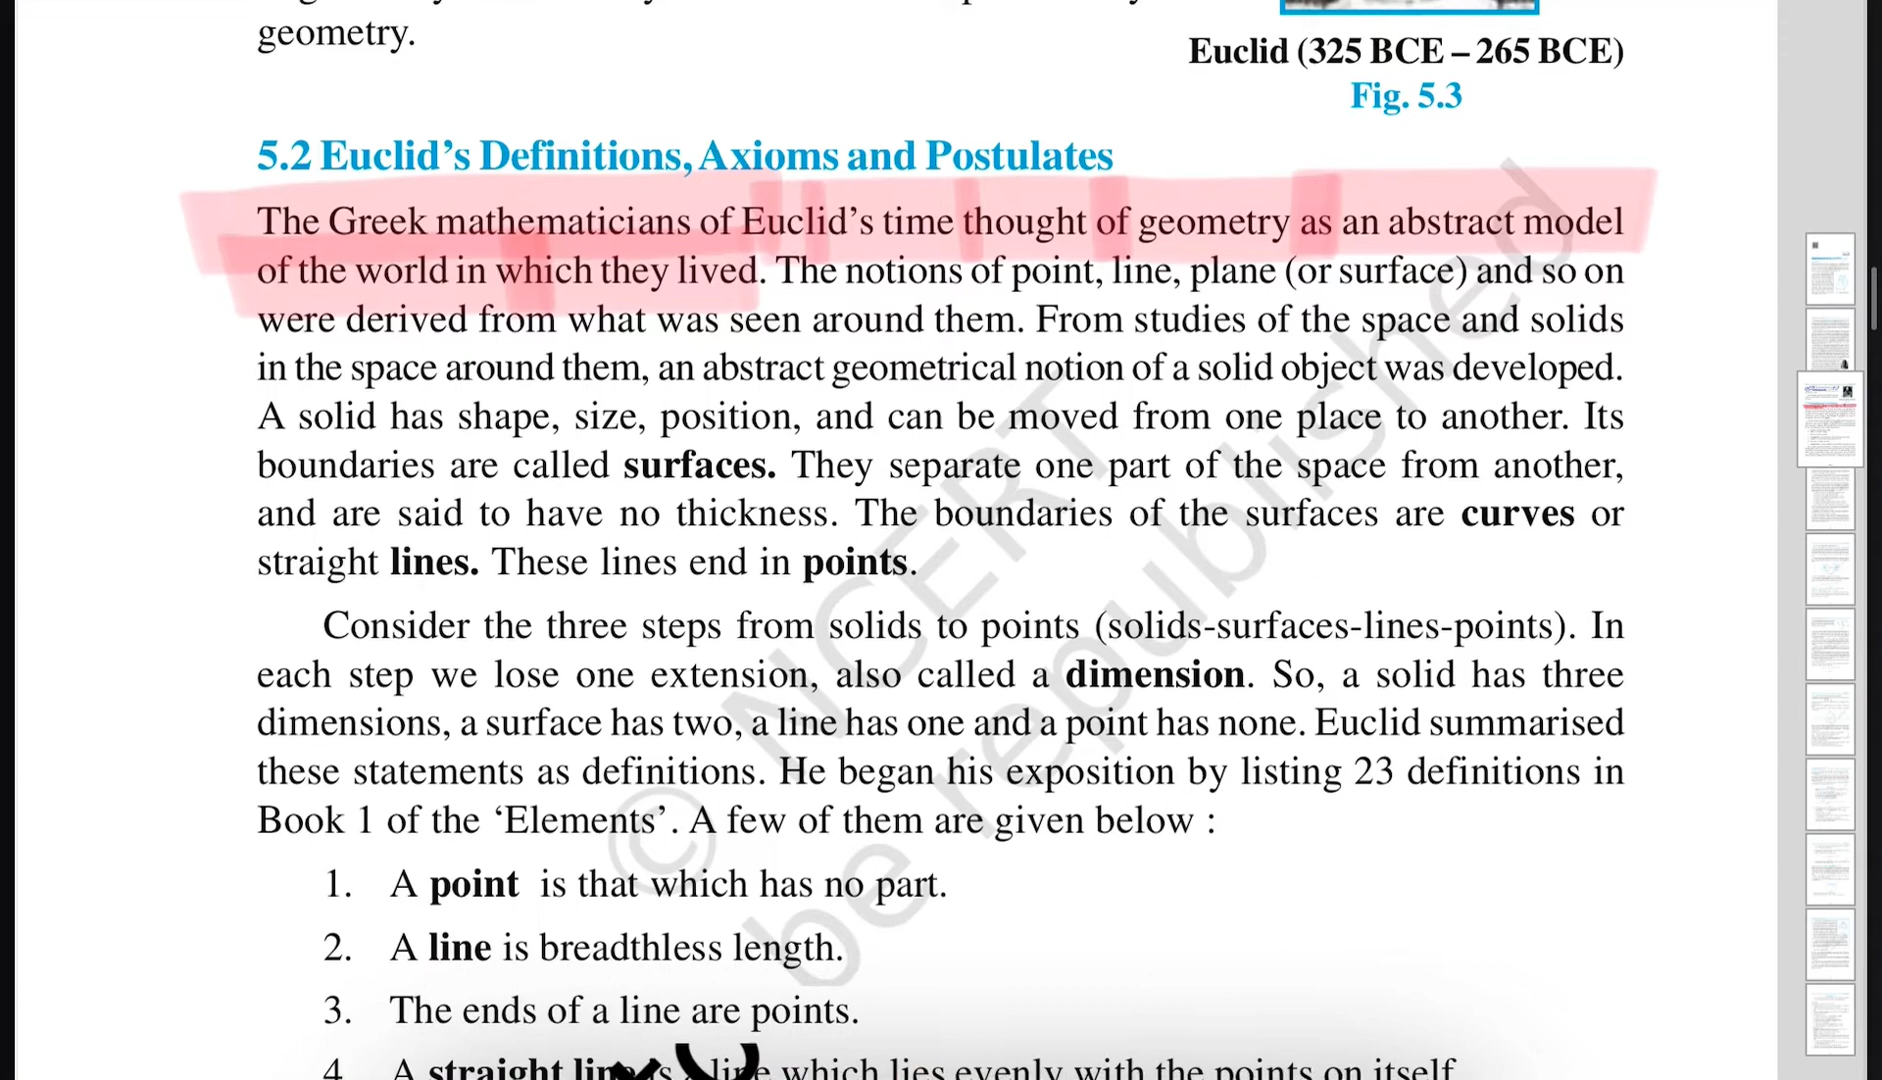 geometry.
Euclid (325 BCE – 265 BCE)
Fig. 5.3
5.2 Euclid’s Definitions, Axioms and Postulates
The Greek mathematicians of Euclid’s time thought of geometry as an abstract model
of the world in which they lived. The notions of point, line, plane (or surface) and so on
were derived from what was seen around them. From studies of the space and solids
in the space around them, an abstract geometrical notion of a solid object was developed.
A solid has shape, size, position, and can be moved from one place to another. Its
boundaries are called surfaces. They separate one part of the space from another,
and are said to have no thickness. The boundaries of the surfaces are curves or
straight lines. These lines end in points.
Consider the three steps from solids to points (solids-surfaces-lines-points). In
each step we lose one extension, also called a dimension. So, a solid has three
dimensions, a surface has two, a line has one and a point has none. Euclid summarised
these statements as definitions. He began his exposition by listing 23 definitions in
Book 1 of the ‘Elements’. A few of them are given below :
1. A point is that which has no part.
2. A line is breadthless length.
3. The ends of a line are points.
4. A straight line is a line which lies evenly with the points on itself.
© NCERT
be republished